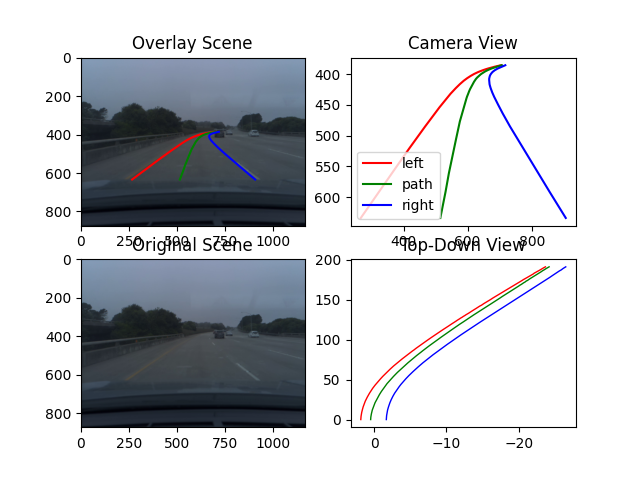 Overlay Scene
0
200
400
600
800
0 250 500 750 1000
Camera View
400
450
500
550
600
400 600 800
left
path
right
Original Scene
0
200
400
600
800
0 250 500 750 1000
Top-Down View
200
150
100
50
0
0 −10 −20